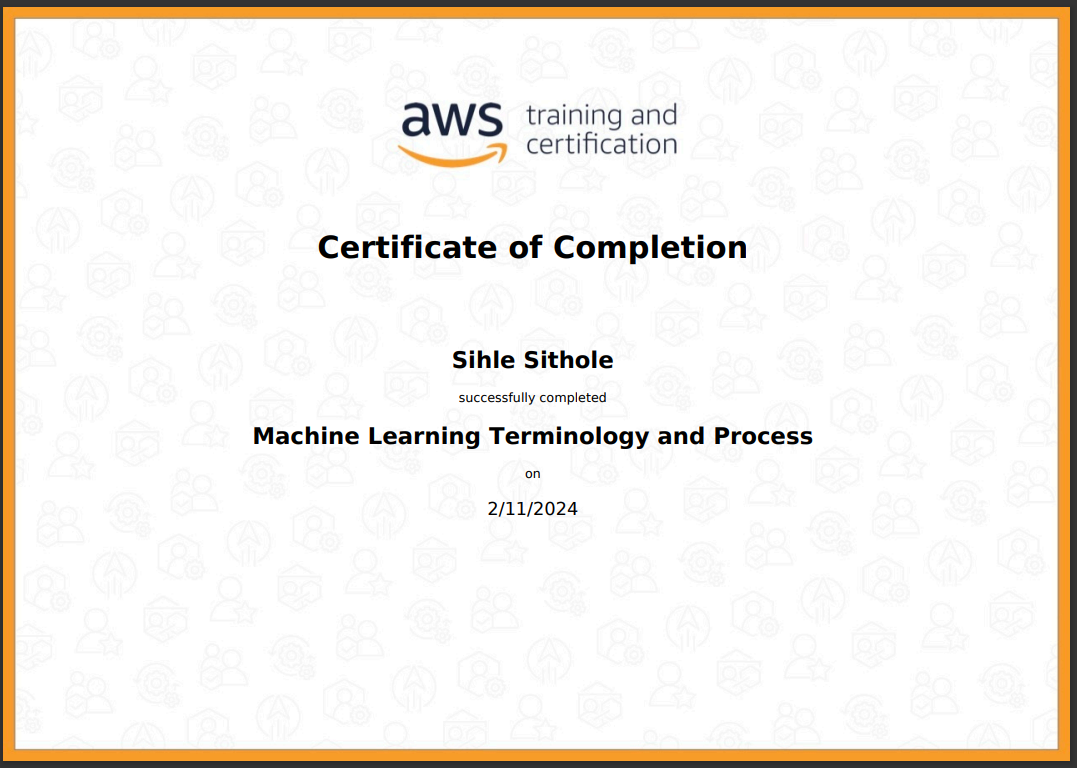 aws training and
certification
Certificate of Completion
Sihle Sithole
successfully completed
Machine Learning Terminology and Process
on
2/11/2024